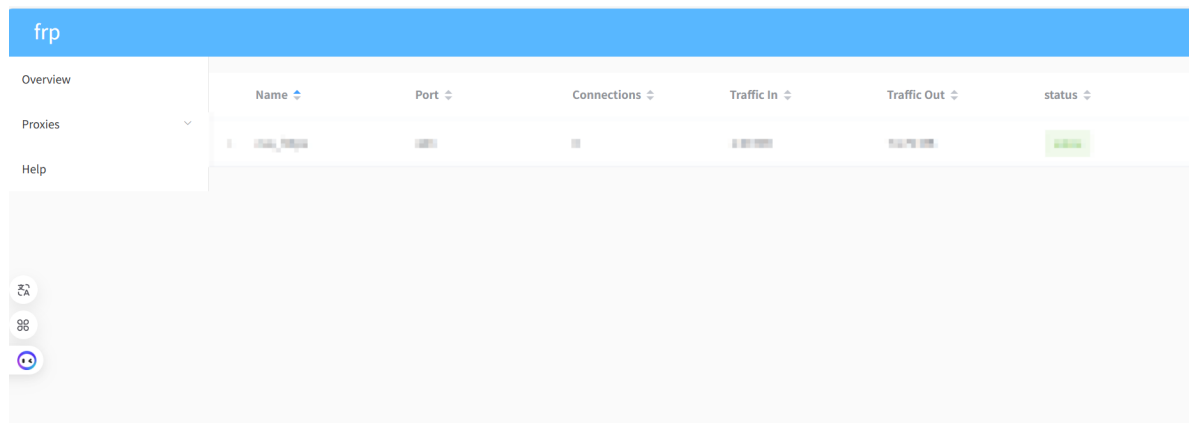 frp
Overview
Proxies
Help
Name Port Connections Traffic In Traffic Out status